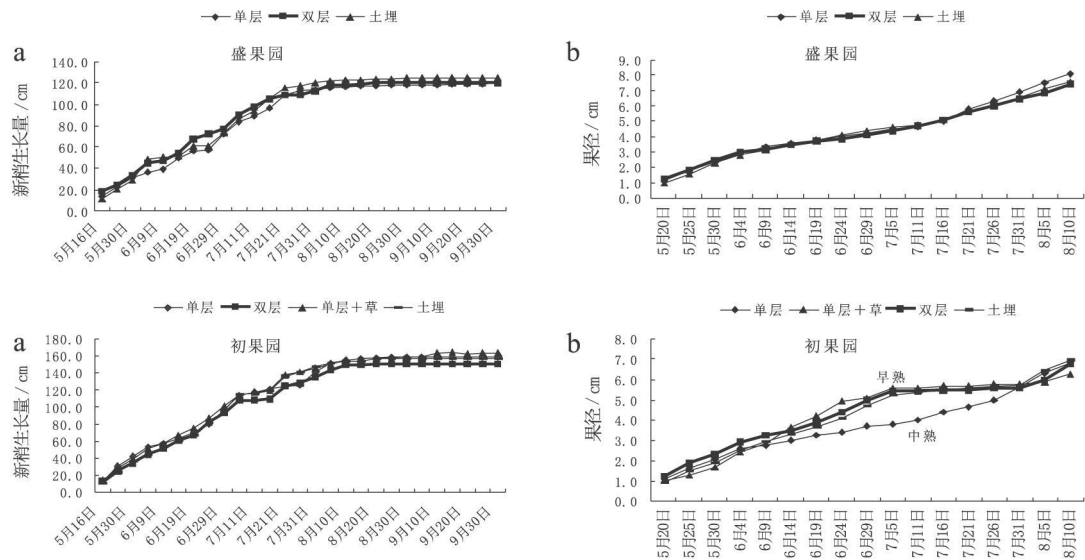 单层 双层 土埋
a 盛果园
新梢生长量/cm
140.0
120.0
100.0
80.0
60.0
40.0
20.0
0.0
5月16日 5月30日 6月9日 6月19日 6月29日 7月11日 7月21日 7月31日 8月10日 8月20日 8月30日 9月10日 9月20日 9月30日
单层 双层 土埋
b 盛果园
果径/cm
9.0
8.0
7.0
6.0
5.0
4.0
3.0
2.0
1.0
0.0
5月20日 5月25日 5月30日 6月4日 6月9日 6月14日 6月19日 6月24日 6月29日 7月5日 7月11日 7月16日 7月21日 7月26日 7月31日 8月5日 8月10日
单层 双层 单层+草 土埋
a 初果园
新梢生长量/cm
180.0
160.0
140.0
120.0
100.0
80.0
60.0
40.0
20.0
0.0
5月16日 5月30日 6月9日 6月19日 6月29日 7月11日 7月21日 7月31日 8月10日 8月20日 8月30日 9月10日 9月20日 9月30日
单层 单层+草 双层 土埋
b 初果园
果径/cm
8.0
7.0
6.0
5.0
4.0
3.0
2.0
1.0
0.0
早熟
中熟
5月20日 5月25日 5月30日 6月4日 6月9日 6月14日 6月19日 6月24日 6月29日 7月5日 7月11日 7月16日 7月21日 7月26日 7月31日 8月5日 8月10日